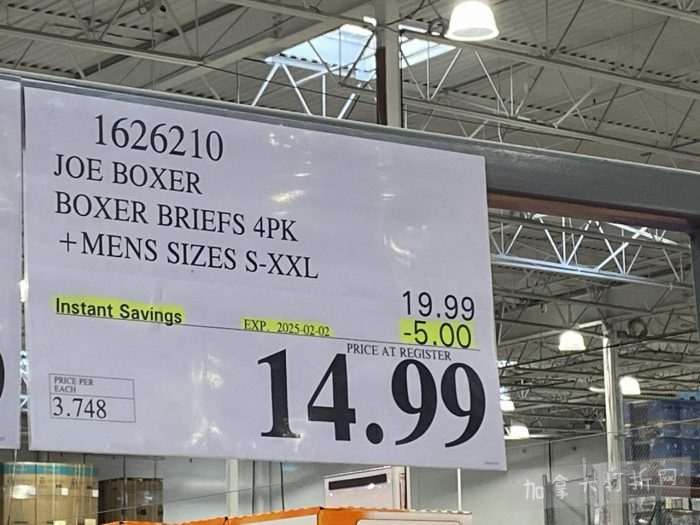 1626210
JOE BOXER
BOXER BRIEFS 4PK
+MENS SIZES S-XXL
19.99
Instant Savings EXP. 2025-02-02 -5.00
PRICE AT REGISTER
14.99
PRICE PER
EACH
3.748
加拿大打折